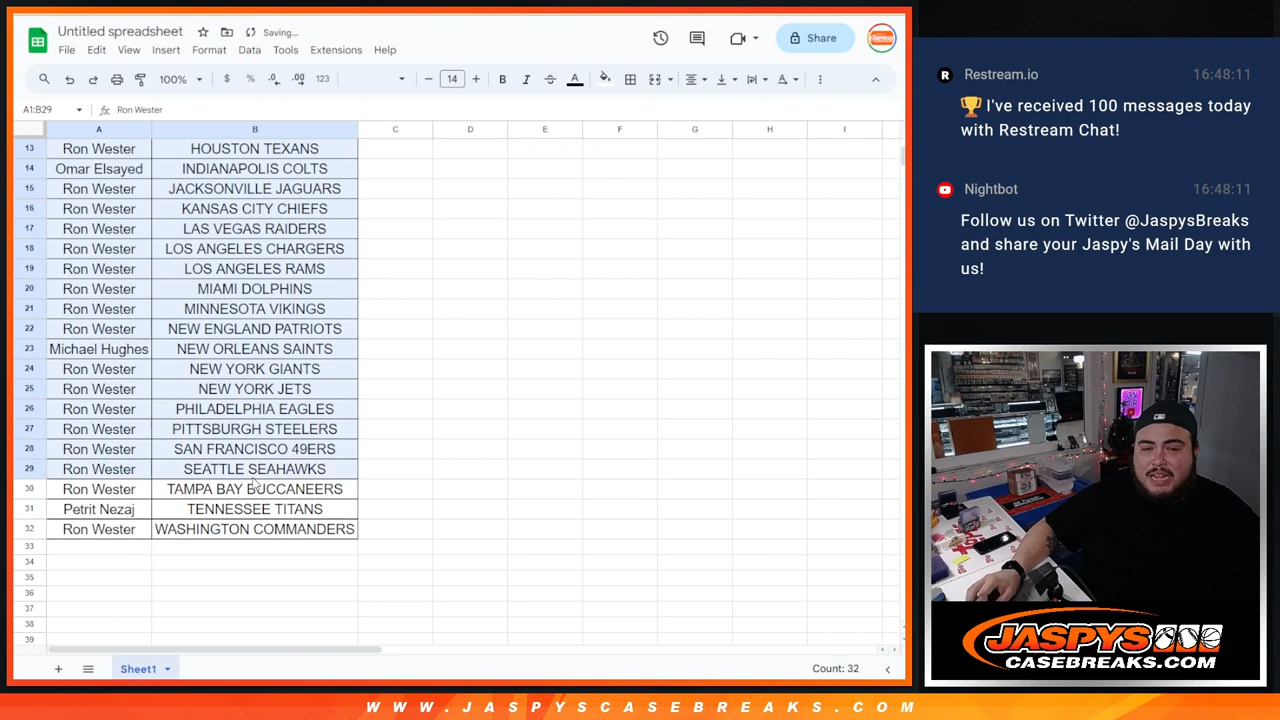 Untitled spreadsheet Saving...
File Edit View Insert Format Data Tools Extensions Help
Share
100% $ % .0 .00 123 14 B I A
A1:B29 fx Ron Wester
A B C D E F G H I
13 Ron Wester HOUSTON TEXANS
14 Omar Elsayed INDIANAPOLIS COLTS
15 Ron Wester JACKSONVILLE JAGUARS
16 Ron Wester KANSAS CITY CHIEFS
17 Ron Wester LAS VEGAS RAIDERS
18 Ron Wester LOS ANGELES CHARGERS
19 Ron Wester LOS ANGELES RAMS
20 Ron Wester MIAMI DOLPHINS
21 Ron Wester MINNESOTA VIKINGS
22 Ron Wester NEW ENGLAND PATRIOTS
23 Michael Hughes NEW ORLEANS SAINTS
24 Ron Wester NEW YORK GIANTS
25 Ron Wester NEW YORK JETS
26 Ron Wester PHILADELPHIA EAGLES
27 Ron Wester PITTSBURGH STEELERS
28 Ron Wester SAN FRANCISCO 49ERS
29 Ron Wester SEATTLE SEAHAWKS
30 Ron Wester TAMPA BAY BUCCANEERS
31 Petrit Nezaj TENNESSEE TITANS
32 Ron Wester WASHINGTON COMMANDERS
33
34
35
36
37
38
39
Sheet1 Count: 32
Restream.io 16:48:11
🏆 I've received 100 messages today
with Restream Chat!
Nightbot 16:48:11
Follow us on Twitter @JaspysBreaks
and share your Jaspy's Mail Day with
us!
JASPYS
CASEBREAKS.COM
WWW.JASPYSCASEBREAKS.COM